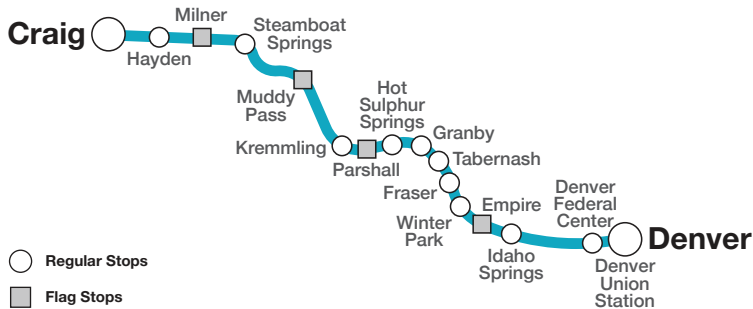 Craig
Hayden
Milner
Steamboat
Springs
Muddy
Pass
Kremmling
Parshall
Hot
Sulphur
Springs
Granby
Tabernash
Fraser
Winter
Park
Empire
Idaho
Springs
Denver
Federal
Center
Denver
Denver
Union
Station
Regular Stops
Flag Stops